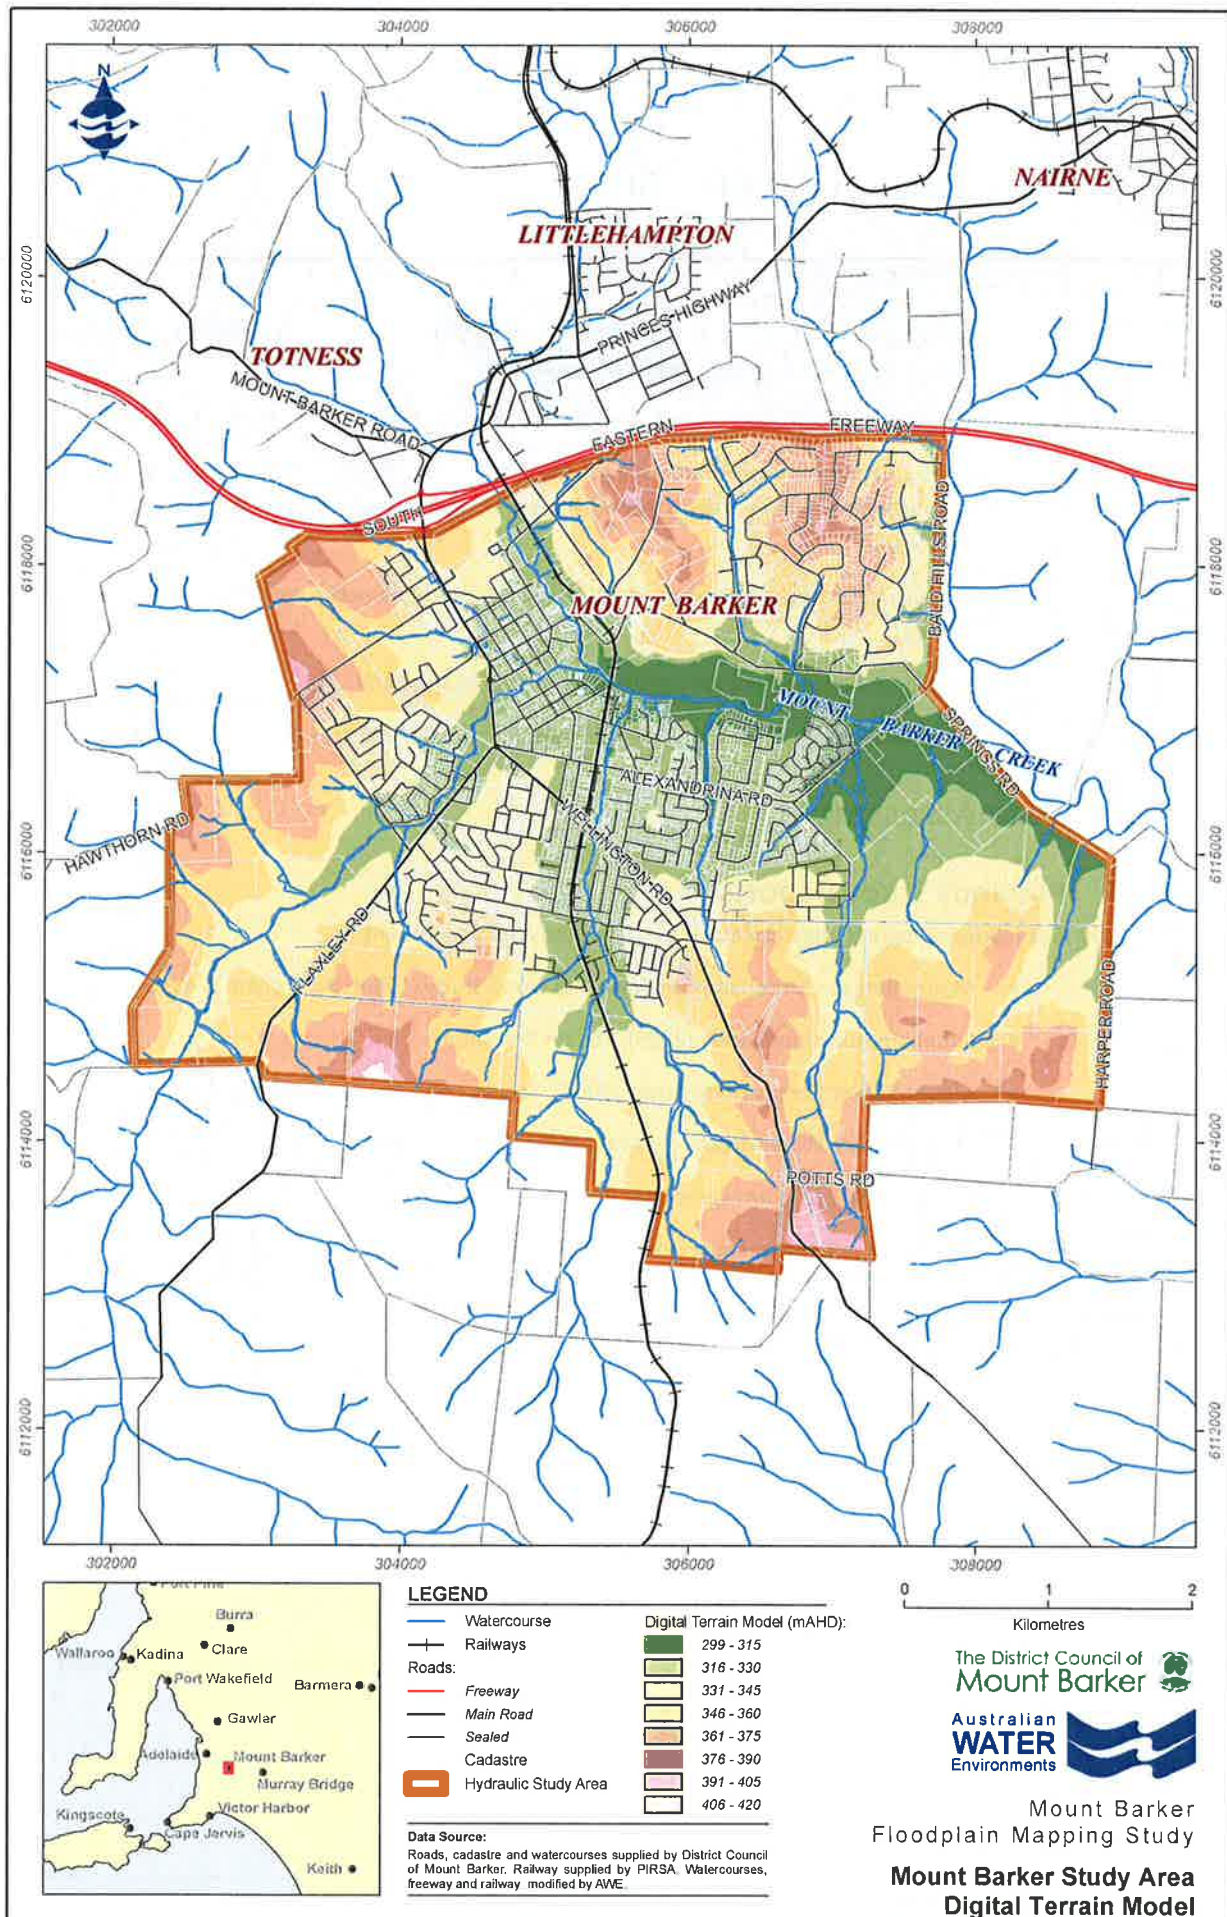 302000
304000
306000
308000
N
NAIRNE
LITTLEHAMPTON
6120000
6120000
PRINCES HIGHWAY
TOTNESS
MOUNT BARKER ROAD
EASTERN
FREEWAY
SOUTH
BALD HILLS ROAD
6118000
6118000
MOUNT BARKER
MOUNT BARKER CREEK
SPRINGS RD
ALEXANDRINA RD
WELLINGTON RD
HAWTHORN RD
6116000
6116000
FLAXLEY RD
HARPER ROAD
6114000
6114000
POTTS RD
6112000
6112000
302000
304000
306000
308000
Port Pirie
Burra
Wallaroo
Kadina
Clare
Port Wakefield
Barmera
Gawler
Adelaide
Mount Barker
Murray Bridge
Kingscote
Victor Harbor
Cape Jervis
Keith
LEGEND
Watercourse
Railways
Roads:
Freeway
Main Road
Sealed
Cadastre
Hydraulic Study Area
Digital Terrain Model (mAHD):
299 - 315
316 - 330
331 - 345
346 - 360
361 - 375
376 - 390
391 - 405
406 - 420
Data Source:
Roads, cadastre and watercourses supplied by District Council
of Mount Barker. Railway supplied by PIRSA. Watercourses,
freeway and railway modified by AWE.
0 1 2
Kilometres
The District Council of
Mount Barker
Australian
WATER
Environments
Mount Barker
Floodplain Mapping Study
Mount Barker Study Area
Digital Terrain Model